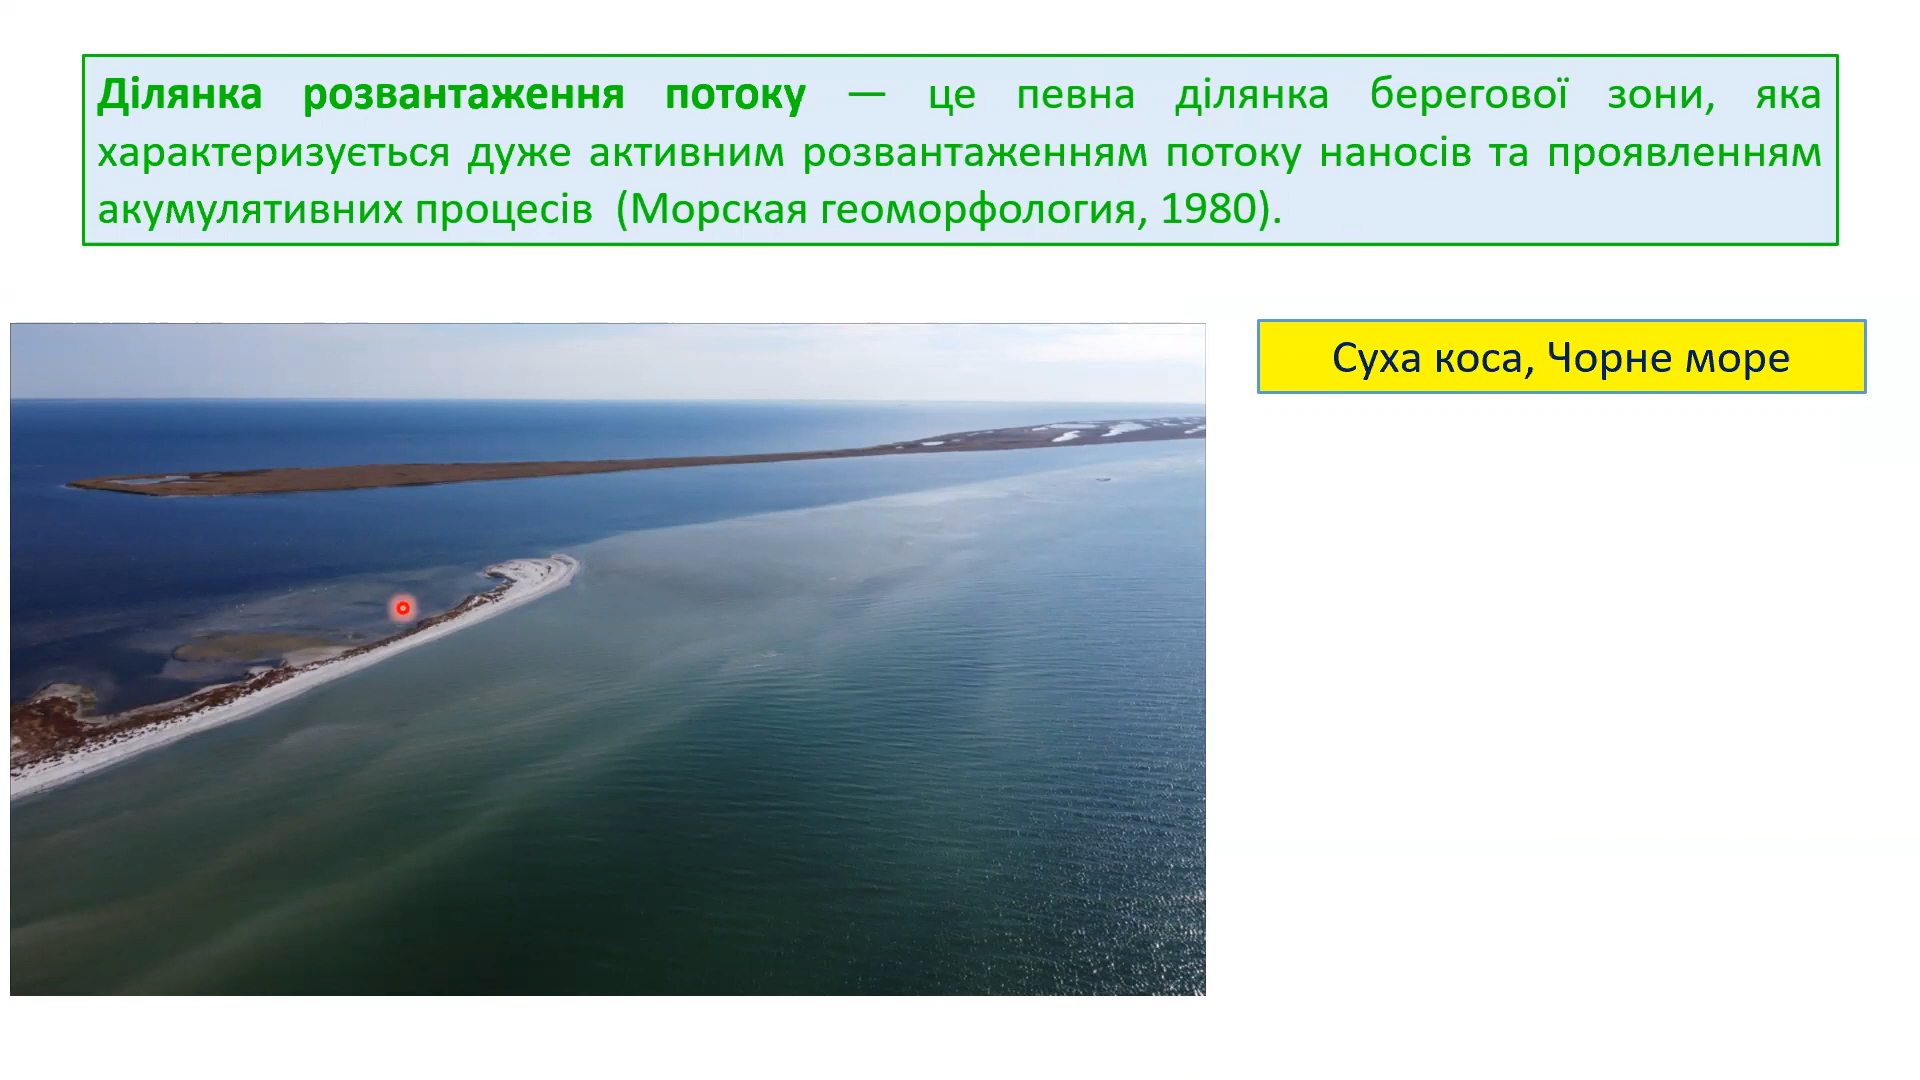 Ділянка розвантаження потоку — це певна ділянка берегової зони, яка
характеризується дуже активним розвантаженням потоку наносів та проявленням
акумулятивних процесів (Морская геоморфология, 1980).
Суха коса, Чорне море